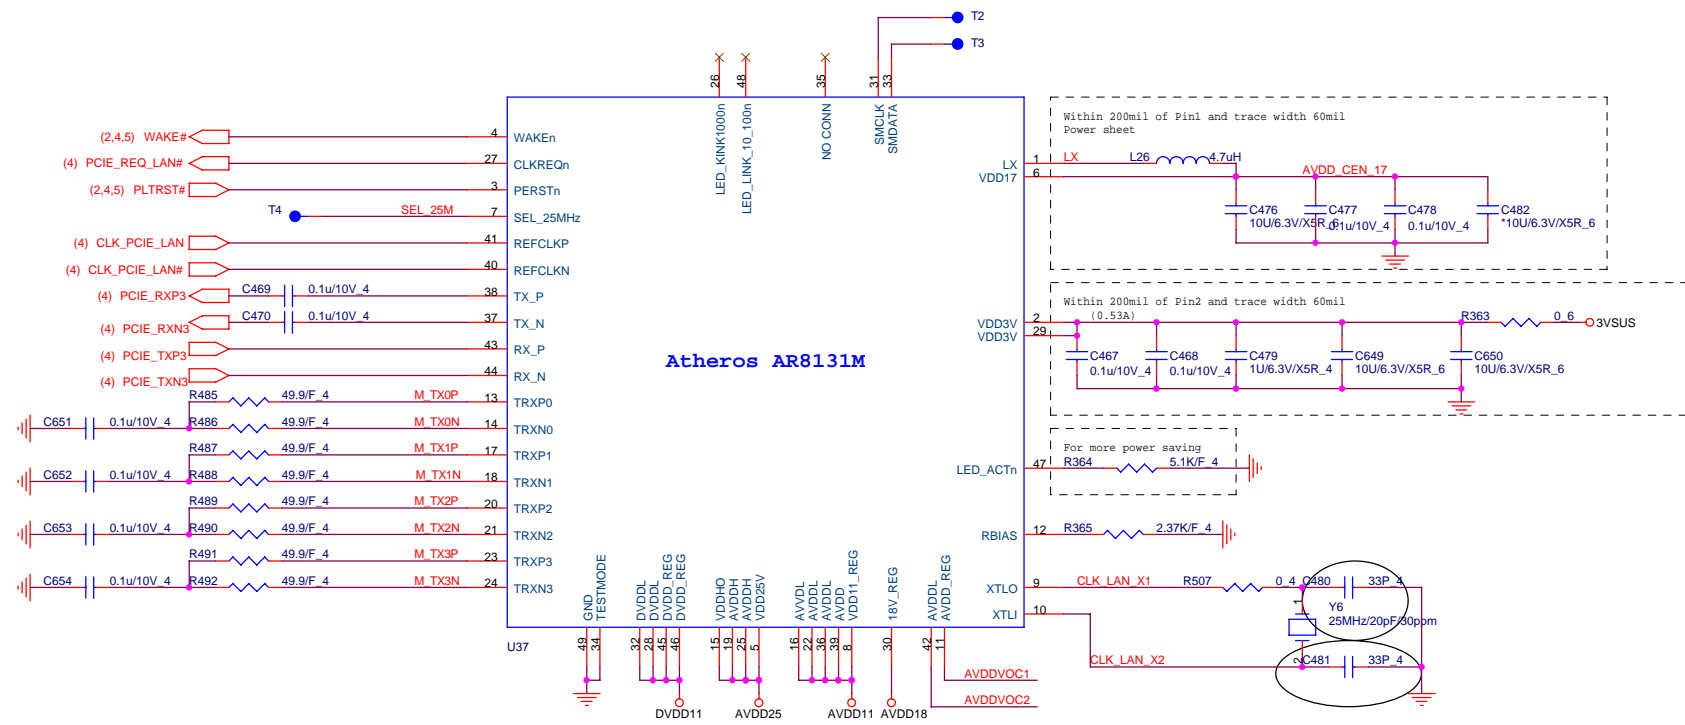 T2
T3
26
48
35
31
33
LED_KINK1000n
LED_LINK_10_100n
NO CONN
SMCLK
SMDATA
(2,4,5) WAKE# 4 WAKEn
(4) PCIE_REQ_LAN# 27 CLKREQn
(2,4,5) PLTRST# 3 PERSTn
T4 SEL_25M 7 SEL_25MHz
(4) CLK_PCIE_LAN 41 REFCLKP
(4) CLK_PCIE_LAN# 40 REFCLKN
(4) PCIE_RXP3 C469 0.1u/10V_4 38 TX_P
(4) PCIE_RXN3 C470 0.1u/10V_4 37 TX_N
(4) PCIE_TXP3 43 RX_P
(4) PCIE_TXN3 44 RX_N
R485 49.9/F_4 M_TX0P 13 TRXP0
C651 0.1u/10V_4 R486 49.9/F_4 M_TX0N 14 TRXN0
R487 49.9/F_4 M_TX1P 17 TRXP1
C652 0.1u/10V_4 R488 49.9/F_4 M_TX1N 18 TRXN1
R489 49.9/F_4 M_TX2P 20 TRXP2
C653 0.1u/10V_4 R490 49.9/F_4 M_TX2N 21 TRXN2
R491 49.9/F_4 M_TX3P 23 TRXP3
C654 0.1u/10V_4 R492 49.9/F_4 M_TX3N 24 TRXN3
Atheros AR8131M
U37
Within 200mil of Pin1 and trace width 60mil
Power sheet
LX 1 LX L26 4.7uH
VDD17 6 AVDD_CEN_17
C476 C477 C478 C482
10U/6.3V/X5R_6 0.1u/10V_4 0.1u/10V_4 *10U/6.3V/X5R_6
Within 200mil of Pin2 and trace width 60mil
(0.53A)
VDD3V 2 R363 0_6 3VSUS
VDD3V 29
C467 C468 C479 C649 C650
0.1u/10V_4 0.1u/10V_4 1U/6.3V/X5R_4 10U/6.3V/X5R_6 10U/6.3V/X5R_6
For more power saving
LED_ACTn 47 R364 5.1K/F_4
RBIAS 12 R365 2.37K/F_4
XTLO 9 CLK_LAN_X1 R507 0_4 C480 33P_4
XTLI 10
1
Y6
25MHz/20pF/30ppm
2
CLK_LAN_X2 C481 33P_4
GND
TESTMODE
DVDDL
DVDDL
DVDD_REG
DVDD_REG
VDDHO
AVDDH
AVDDH
VDD25V
AVVDL
AVDDL
AVDDL
AVDD
VDD11_REG
18V_REG
AVDDL
AVDD_REG
49
34
32
28
45
46
15
19
25
5
16
22
36
39
8
30
42
11
AVDDVOC1
AVDDVOC2
DVDD11 AVDD25 AVDD11 AVDD18